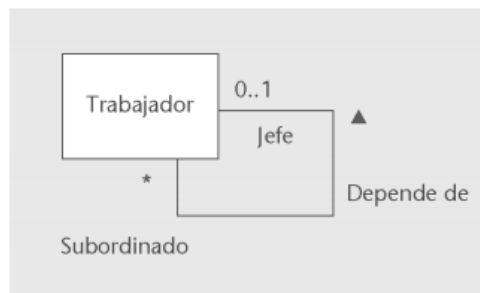 0..1
Trabajador
▲
Jefe
*
Depende de
Subordinado